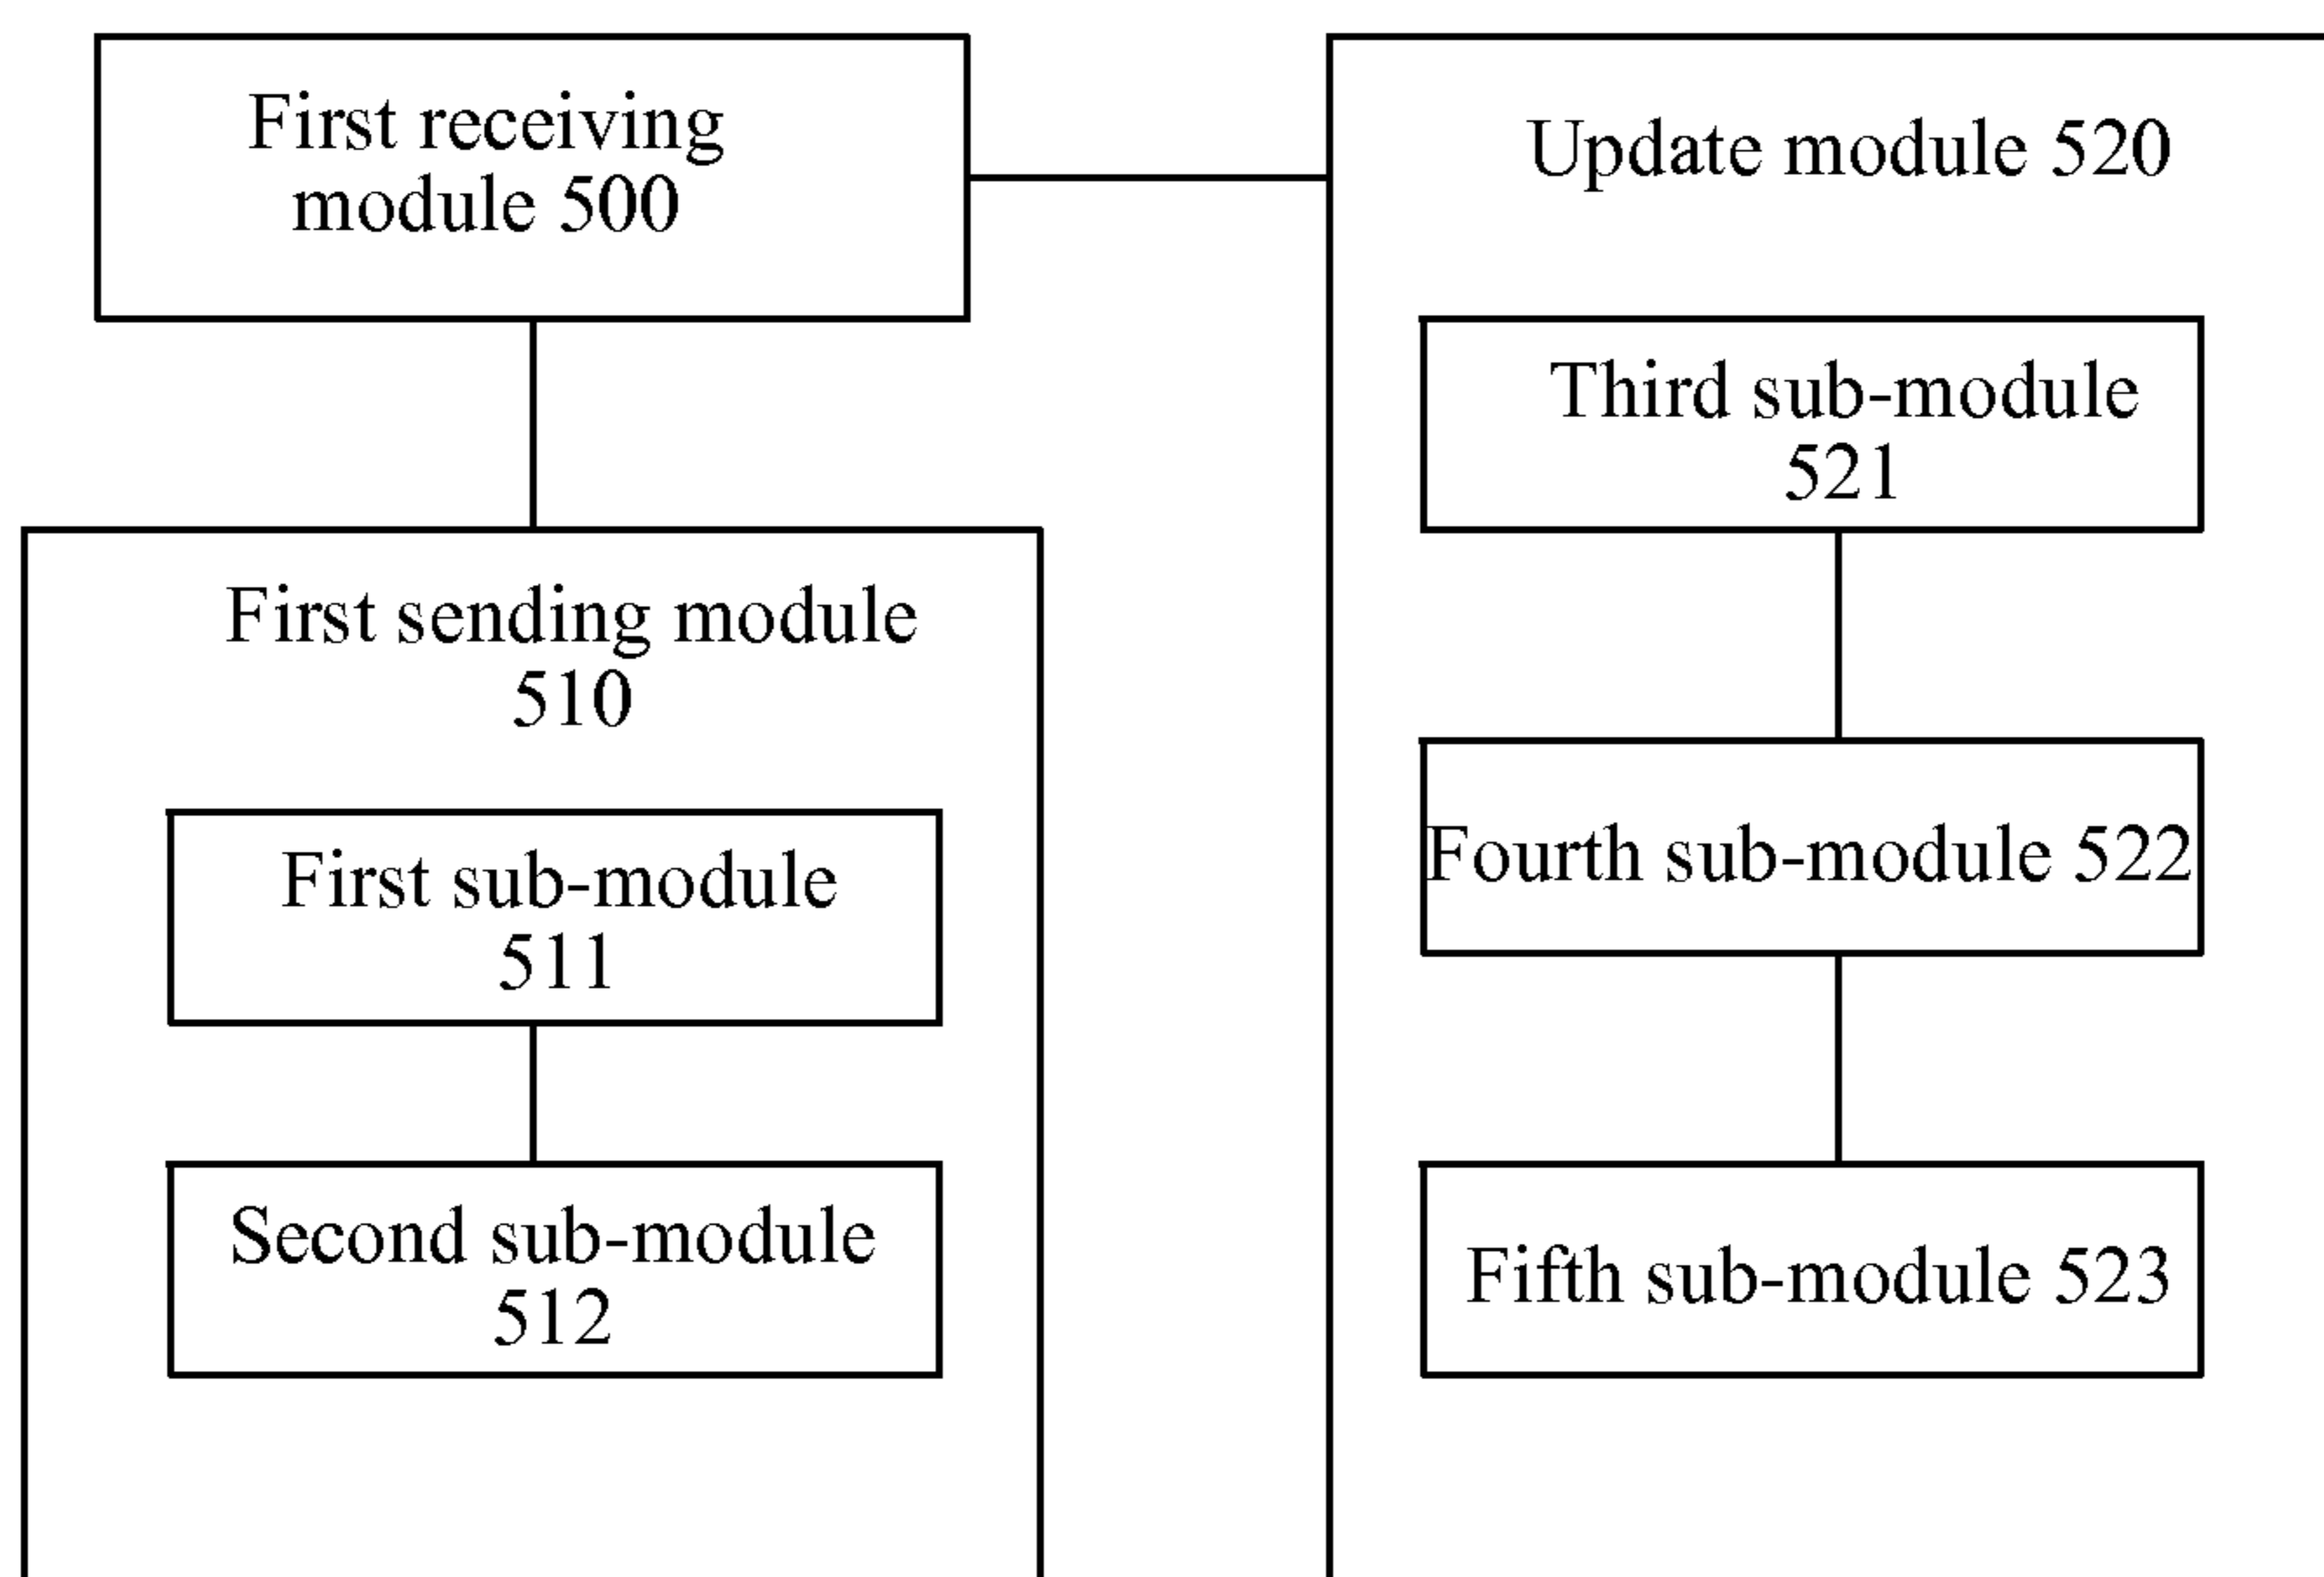 First receiving
module 500
Update module 520
Third sub-module
521
First sending module
510
Fourth sub-module 522
First sub-module
511
Second sub-module
512
Fifth sub-module 523